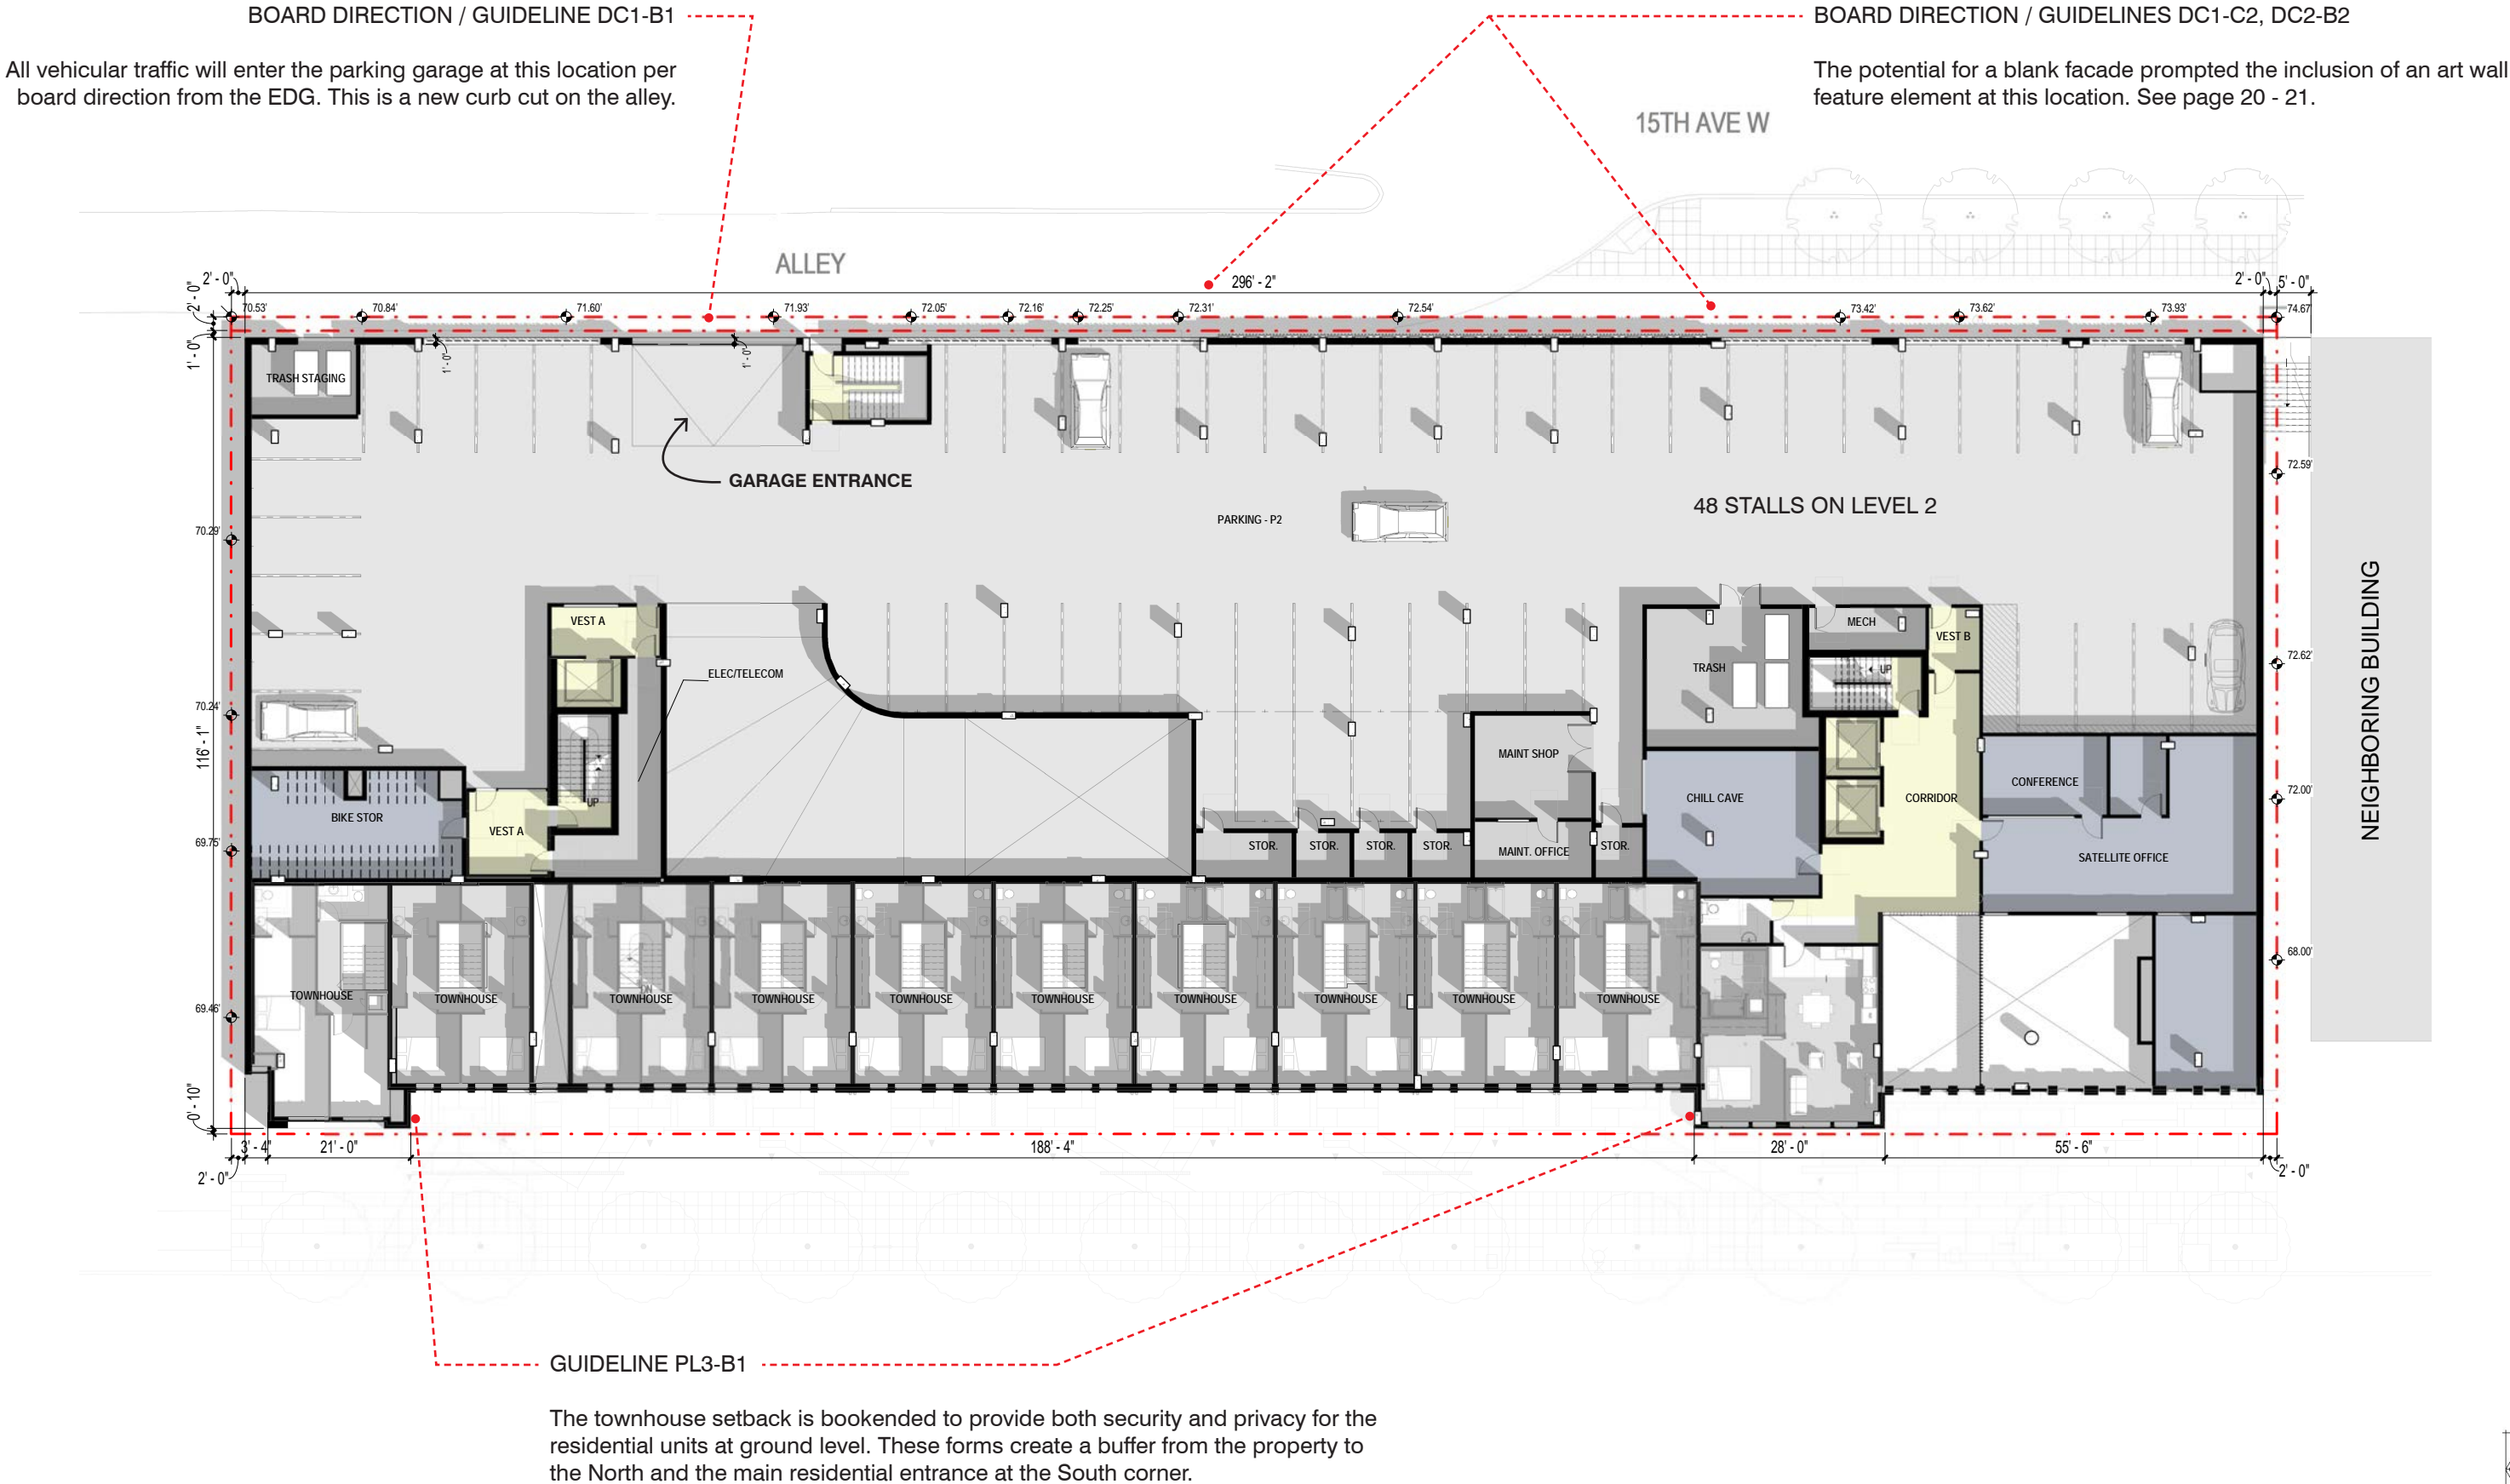 BOARD DIRECTION / GUIDELINE DC1-B1
All vehicular traffic will enter the parking garage at this location per
board direction from the EDG. This is a new curb cut on the alley.
BOARD DIRECTION / GUIDELINES DC1-C2, DC2-B2
The potential for a blank facade prompted the inclusion of an art wall
feature element at this location. See page 20 - 21.
15TH AVE W
ALLEY
2' - 0"
296' - 2"
2' - 0"
5' - 0"
2' - 0"
70.53'
70.84'
71.60'
71.93'
72.05'
72.16'
72.25'
72.31'
72.54'
73.42'
73.62'
73.93'
74.67'
1' - 0"
1' - 0"
1' - 0"
TRASH STAGING
GARAGE ENTRANCE
PARKING - P2
48 STALLS ON LEVEL 2
72.59'
70.29'
VEST A
ELEC/TELECOM
MECH
VEST B
TRASH
UP
72.62'
NEIGHBORING BUILDING
70.24'
116' - 1"
MAINT SHOP
CONFERENCE
72.00'
UP
BIKE STOR
VEST A
CHILL CAVE
CORRIDOR
69.75'
STOR.
STOR.
STOR.
STOR.
MAINT. OFFICE
STOR.
SATELLITE OFFICE
68.00'
69.46'
DN
TOWNHOUSE
TOWNHOUSE
TOWNHOUSE
TOWNHOUSE
TOWNHOUSE
TOWNHOUSE
TOWNHOUSE
TOWNHOUSE
TOWNHOUSE
TOWNHOUSE
0' - 10"
3' - 4"
21' - 0"
188' - 4"
28' - 0"
55' - 6"
2' - 0"
2' - 0"
GUIDELINE PL3-B1
The townhouse setback is bookended to provide both security and privacy for the
residential units at ground level. These forms create a buffer from the property to
the North and the main residential entrance at the South corner.